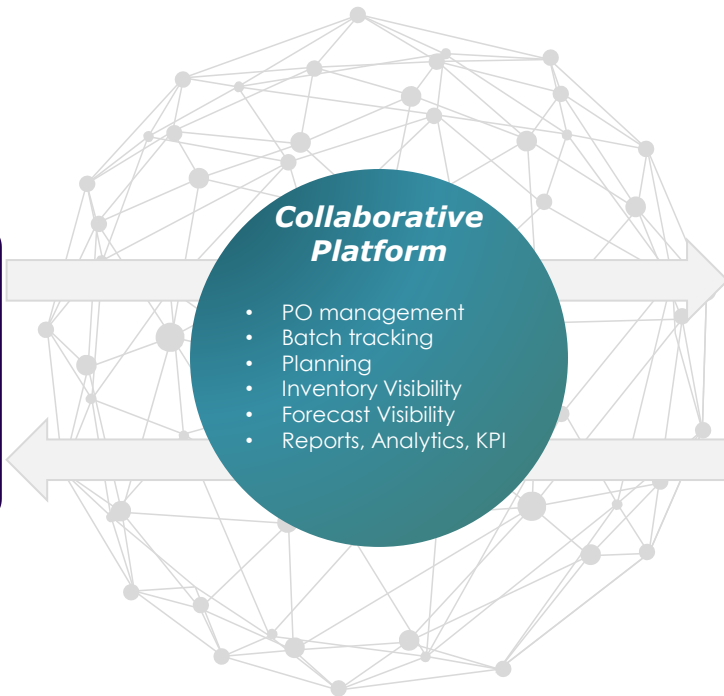 Collaborative
Platform
• PO management
• Batch tracking
• Planning
• Inventory Visibility
• Forecast Visibility
• Reports, Analytics, KPI